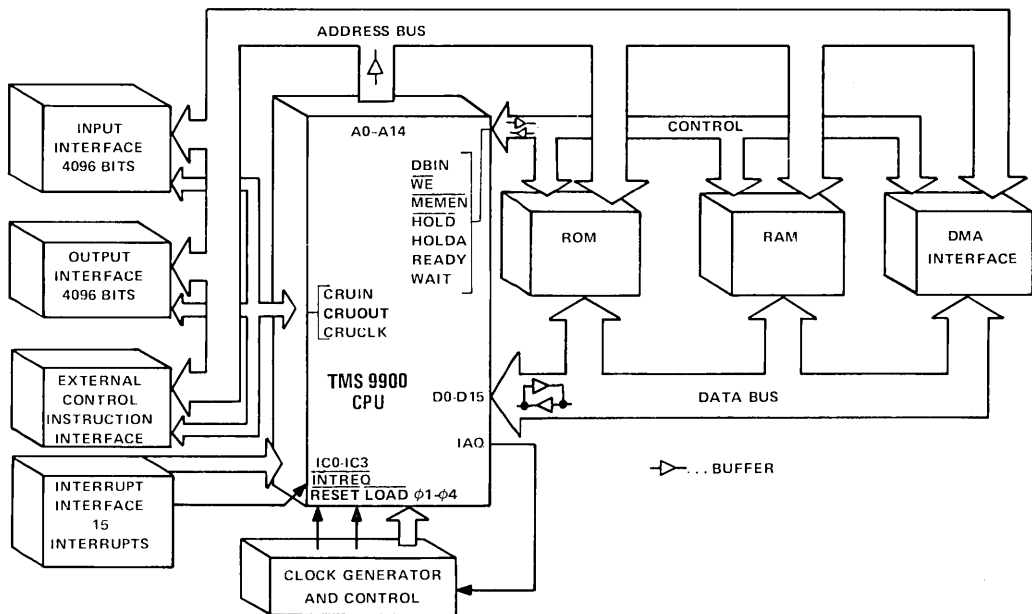 ADDRESS BUS
INPUT
INTERFACE
4096 BITS
OUTPUT
INTERFACE
4096 BITS
EXTERNAL
CONTROL
INSTRUCTION
INTERFACE
INTERRUPT
INTERFACE
15
INTERRUPTS
A0-A14
DBIN
WE
MEMEN
HOLD
HOLDA
READY
WAIT
CRUIN
CRUOUT
CRUCLK
TMS 9900
CPU
D0-D15
IAQ
IC0-IC3
INTREQ
RESET LOAD ϕ1-ϕ4
CLOCK GENERATOR
AND CONTROL
CONTROL
ROM
RAM
DMA
INTERFACE
DATA BUS
...BUFFER